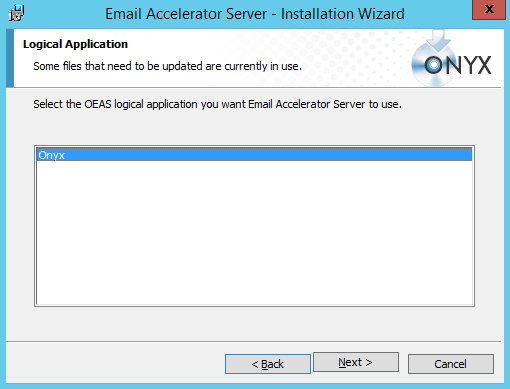 Email Accelerator Server - Installation Wizard
x
Logical Application
Some files that need to be updated are currently in use.
ONYX
Select the OEAS logical application you want Email Accelerator Server to use.
Onyx
< Back
Next >
Cancel